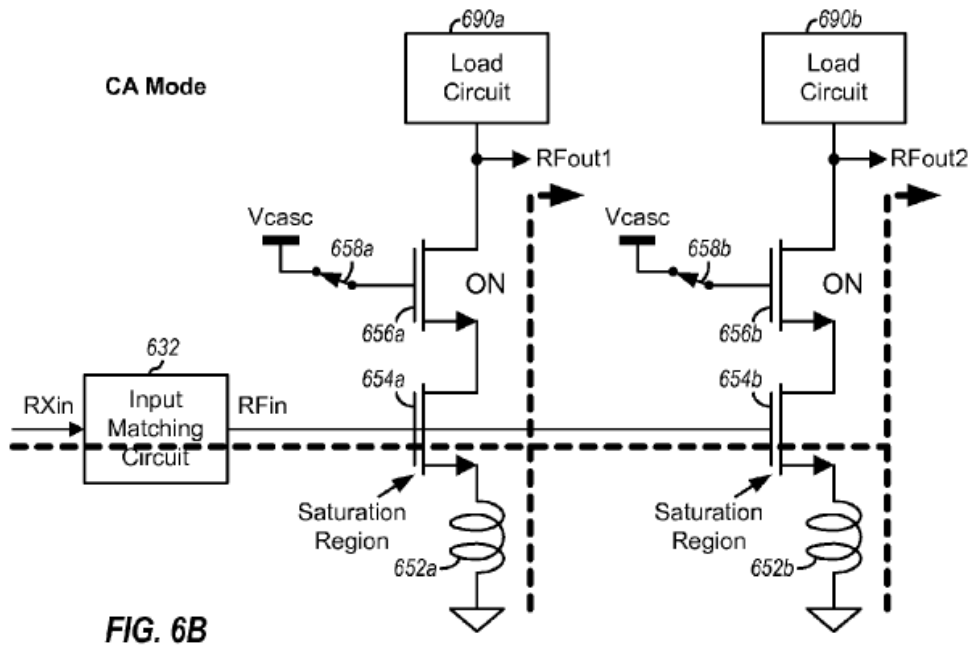 690a
690b
Load
Circuit
Load
Circuit
CA Mode
RFout1
RFout2
Vcasc
658a
ON
656a
Vcasc
658b
ON
656b
632
654a
654b
RXin
Input
Matching
Circuit
RFin
Saturation
Region
652a
Saturation
Region
652b
FIG. 6B